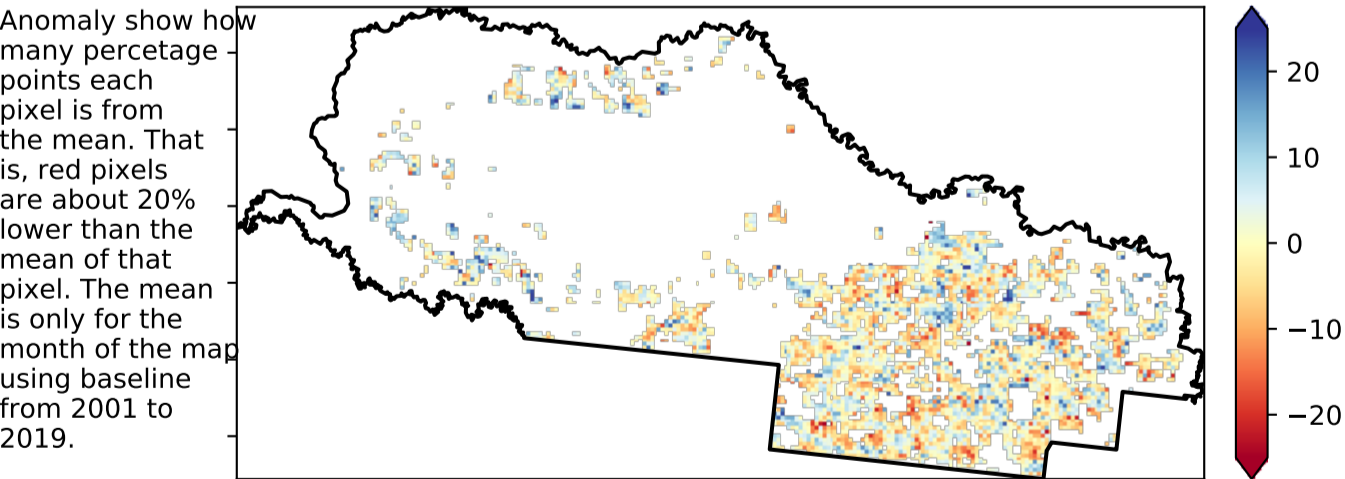 Anomaly show how
many percetage
points each
pixel is from
the mean. That
is, red pixels
are about 20%
lower than the
mean of that
pixel. The mean
is only for the
month of the map
using baseline
from 2001 to
2019.
20
10
0
−10
−20